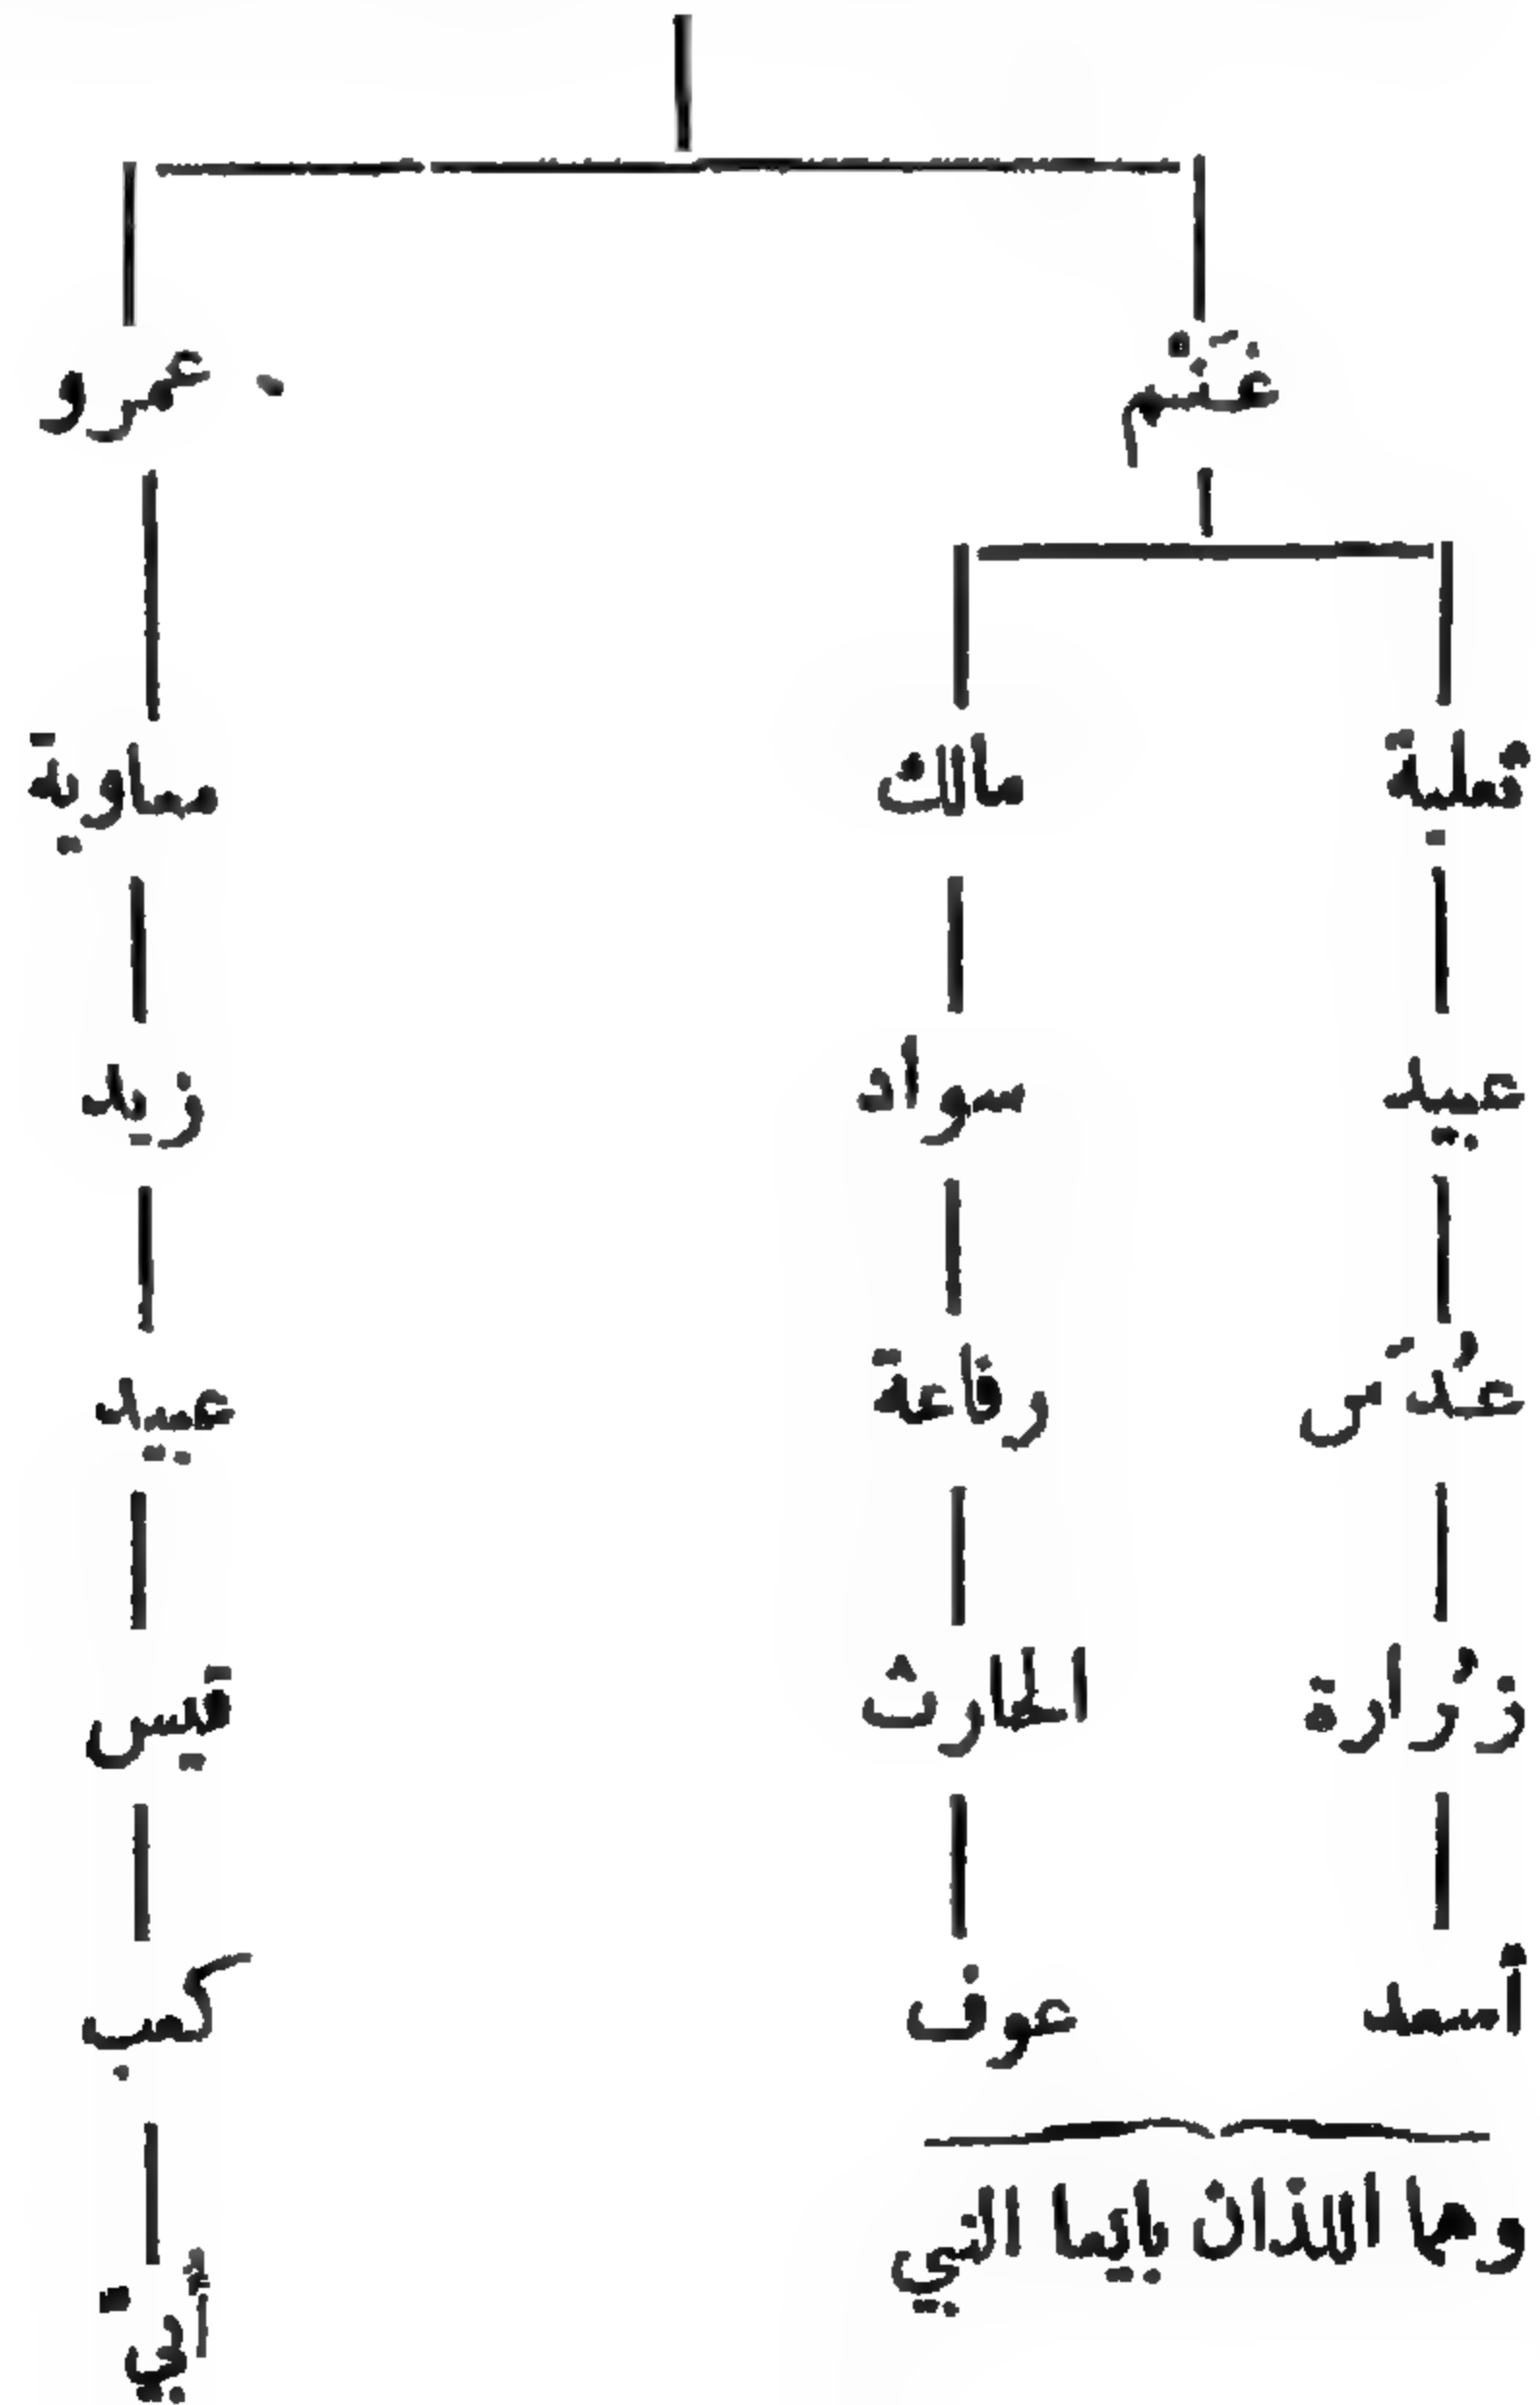 غَنْم عمرو
ثعلبة مالك معاوية
عبيد سواد زيد
عُدَس رفاعة عبيد
زُرارة الحارث قيس
أسعد عوف كعب
وهما اللذان بايعا النبي
أُبيّ